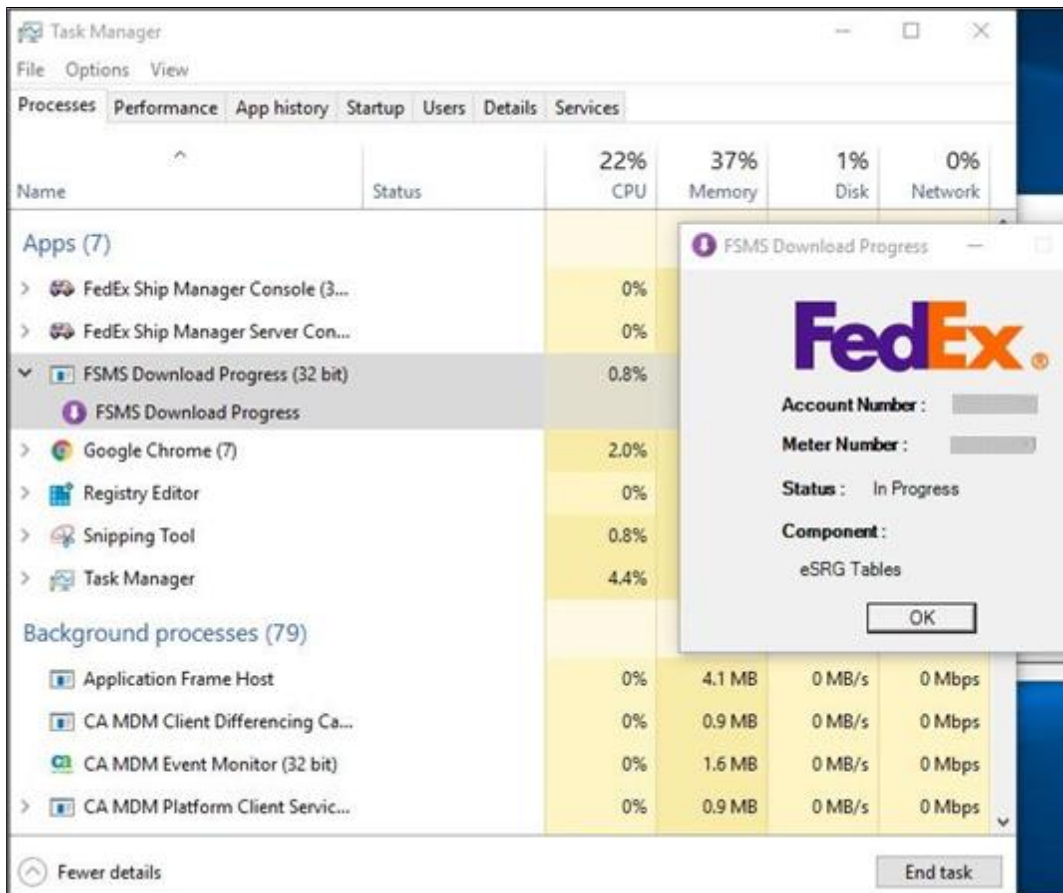 Task Manager
File Options View
Processes Performance App history Startup Users Details Services
22% 37% 1% 0%
Name Status CPU Memory Disk Network
Apps (7)
FedEx Ship Manager Console (3... 0%
FedEx Ship Manager Server Con... 0%
FSMS Download Progress (32 bit) 0.8%
FSMS Download Progress
Google Chrome (7) 2.0%
Registry Editor 0%
Snipping Tool 0.8%
Task Manager 4.4%
Background processes (79)
Application Frame Host 0% 4.1 MB 0 MB/s 0 Mbps
CA MDM Client Differencing Ca... 0% 0.9 MB 0 MB/s 0 Mbps
CA MDM Event Monitor (32 bit) 0% 1.6 MB 0 MB/s 0 Mbps
CA MDM Platform Client Servic... 0% 0.9 MB 0 MB/s 0 Mbps
Fewer details End task
FSMS Download Progress
FedEx®
Account Number :
Meter Number :
Status : In Progress
Component :
eSRG Tables
OK